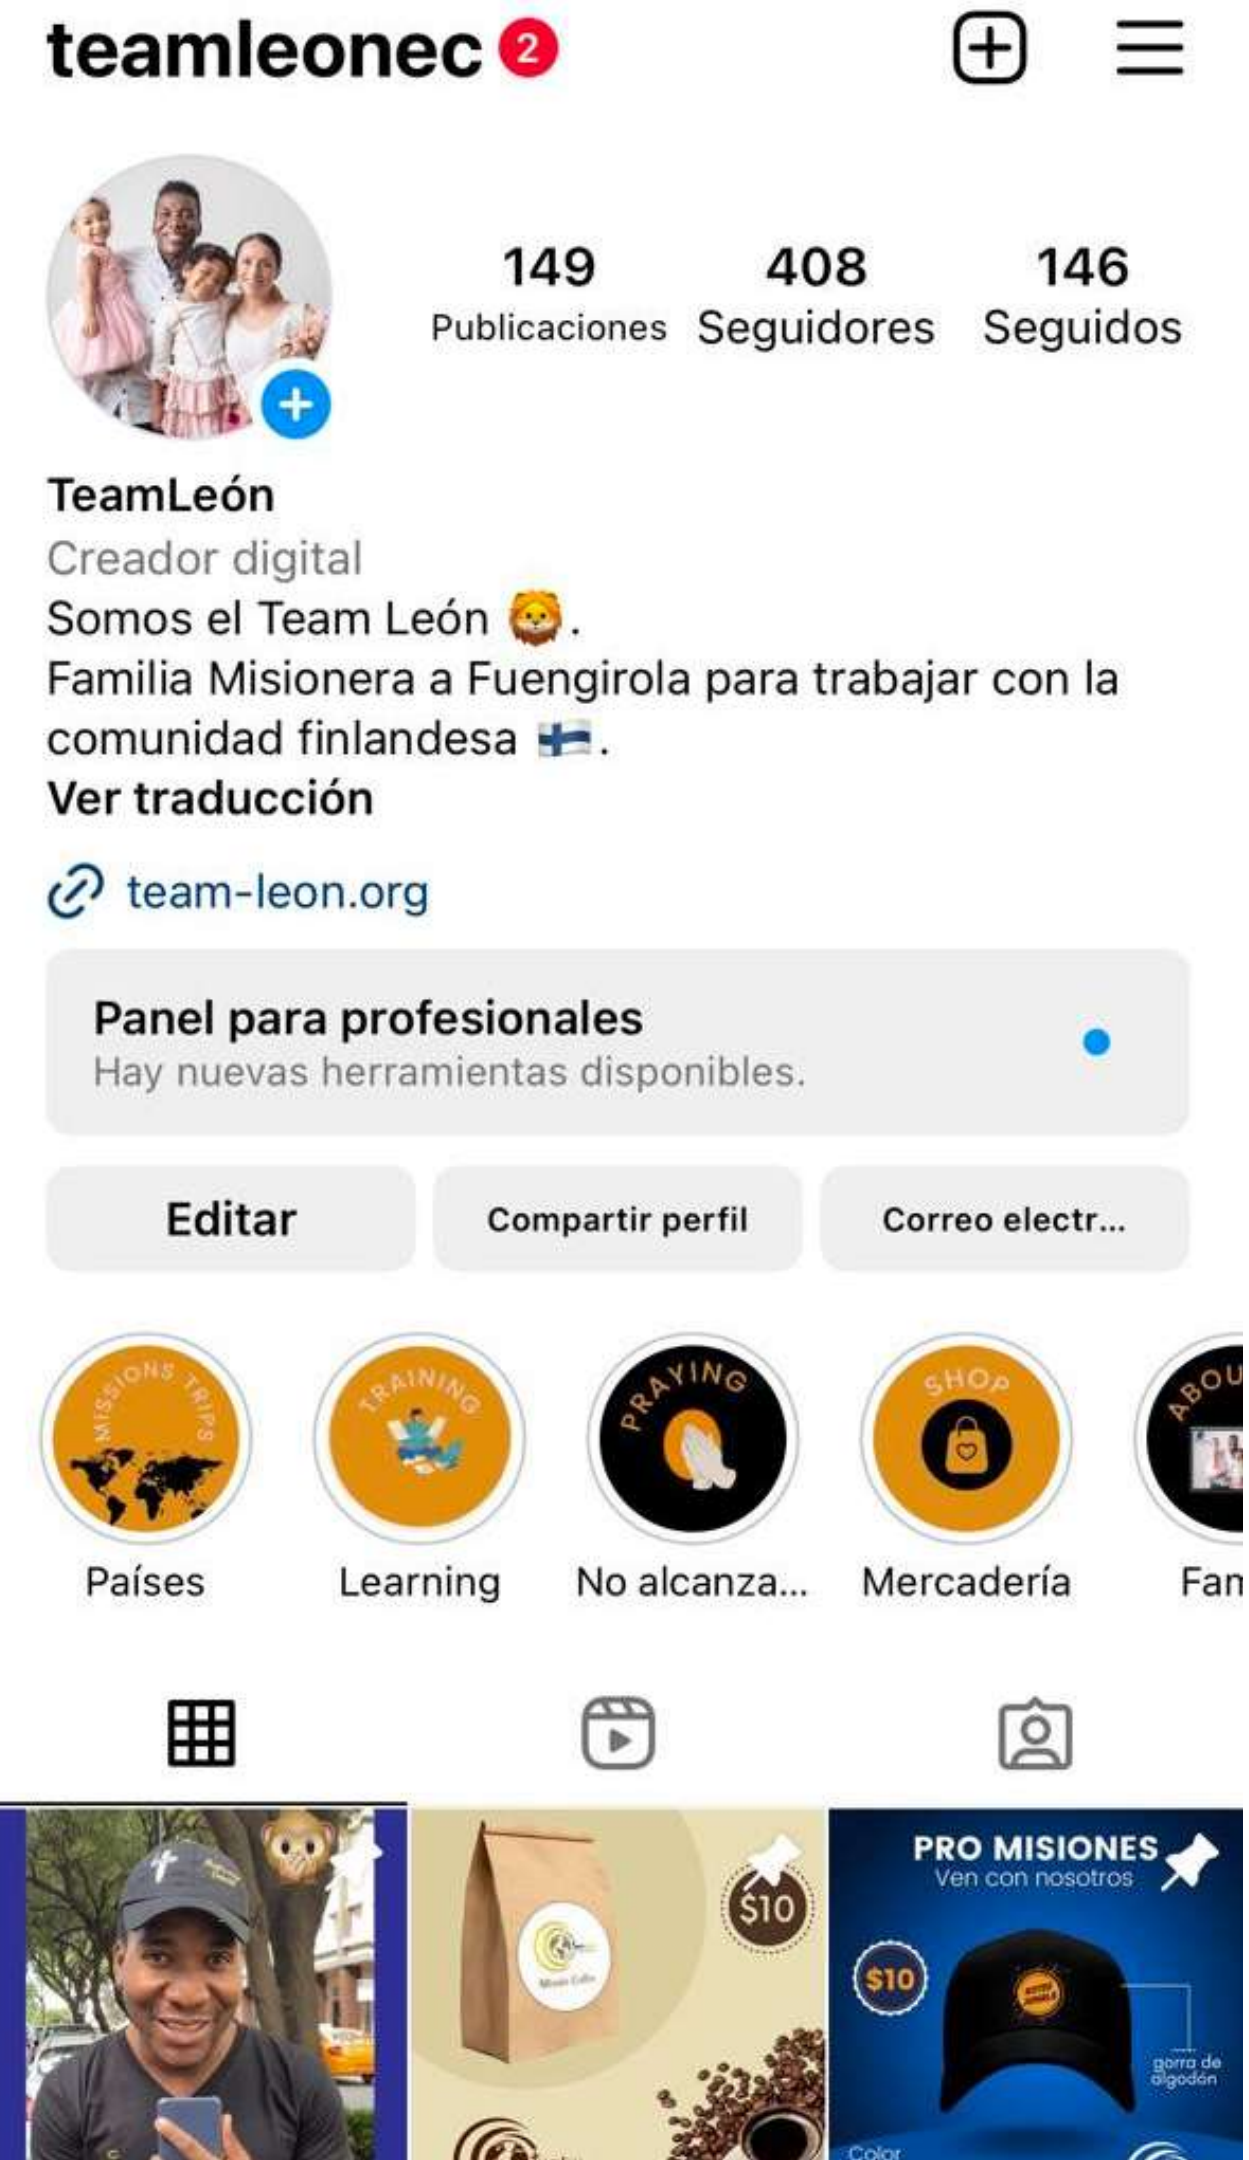 teamleonec 2
149 408 146
Publicaciones Seguidores Seguidos
TeamLeón
Creador digital
Somos el Team León 🦁.
Familia Misionera a Fuengirola para trabajar con la
comunidad finlandesa 🇫🇮.
Ver traducción
team-leon.org
Panel para profesionales
Hay nuevas herramientas disponibles.
Editar Compartir perfil Correo electr...
MISSIONS TRIPS TRAINING PRAYING SHOP ABOU
Países Learning No alcanza... Mercadería Fam
PRO MISIONES
Ven con nosotros
$10
$10
gorra de
algodón
Color